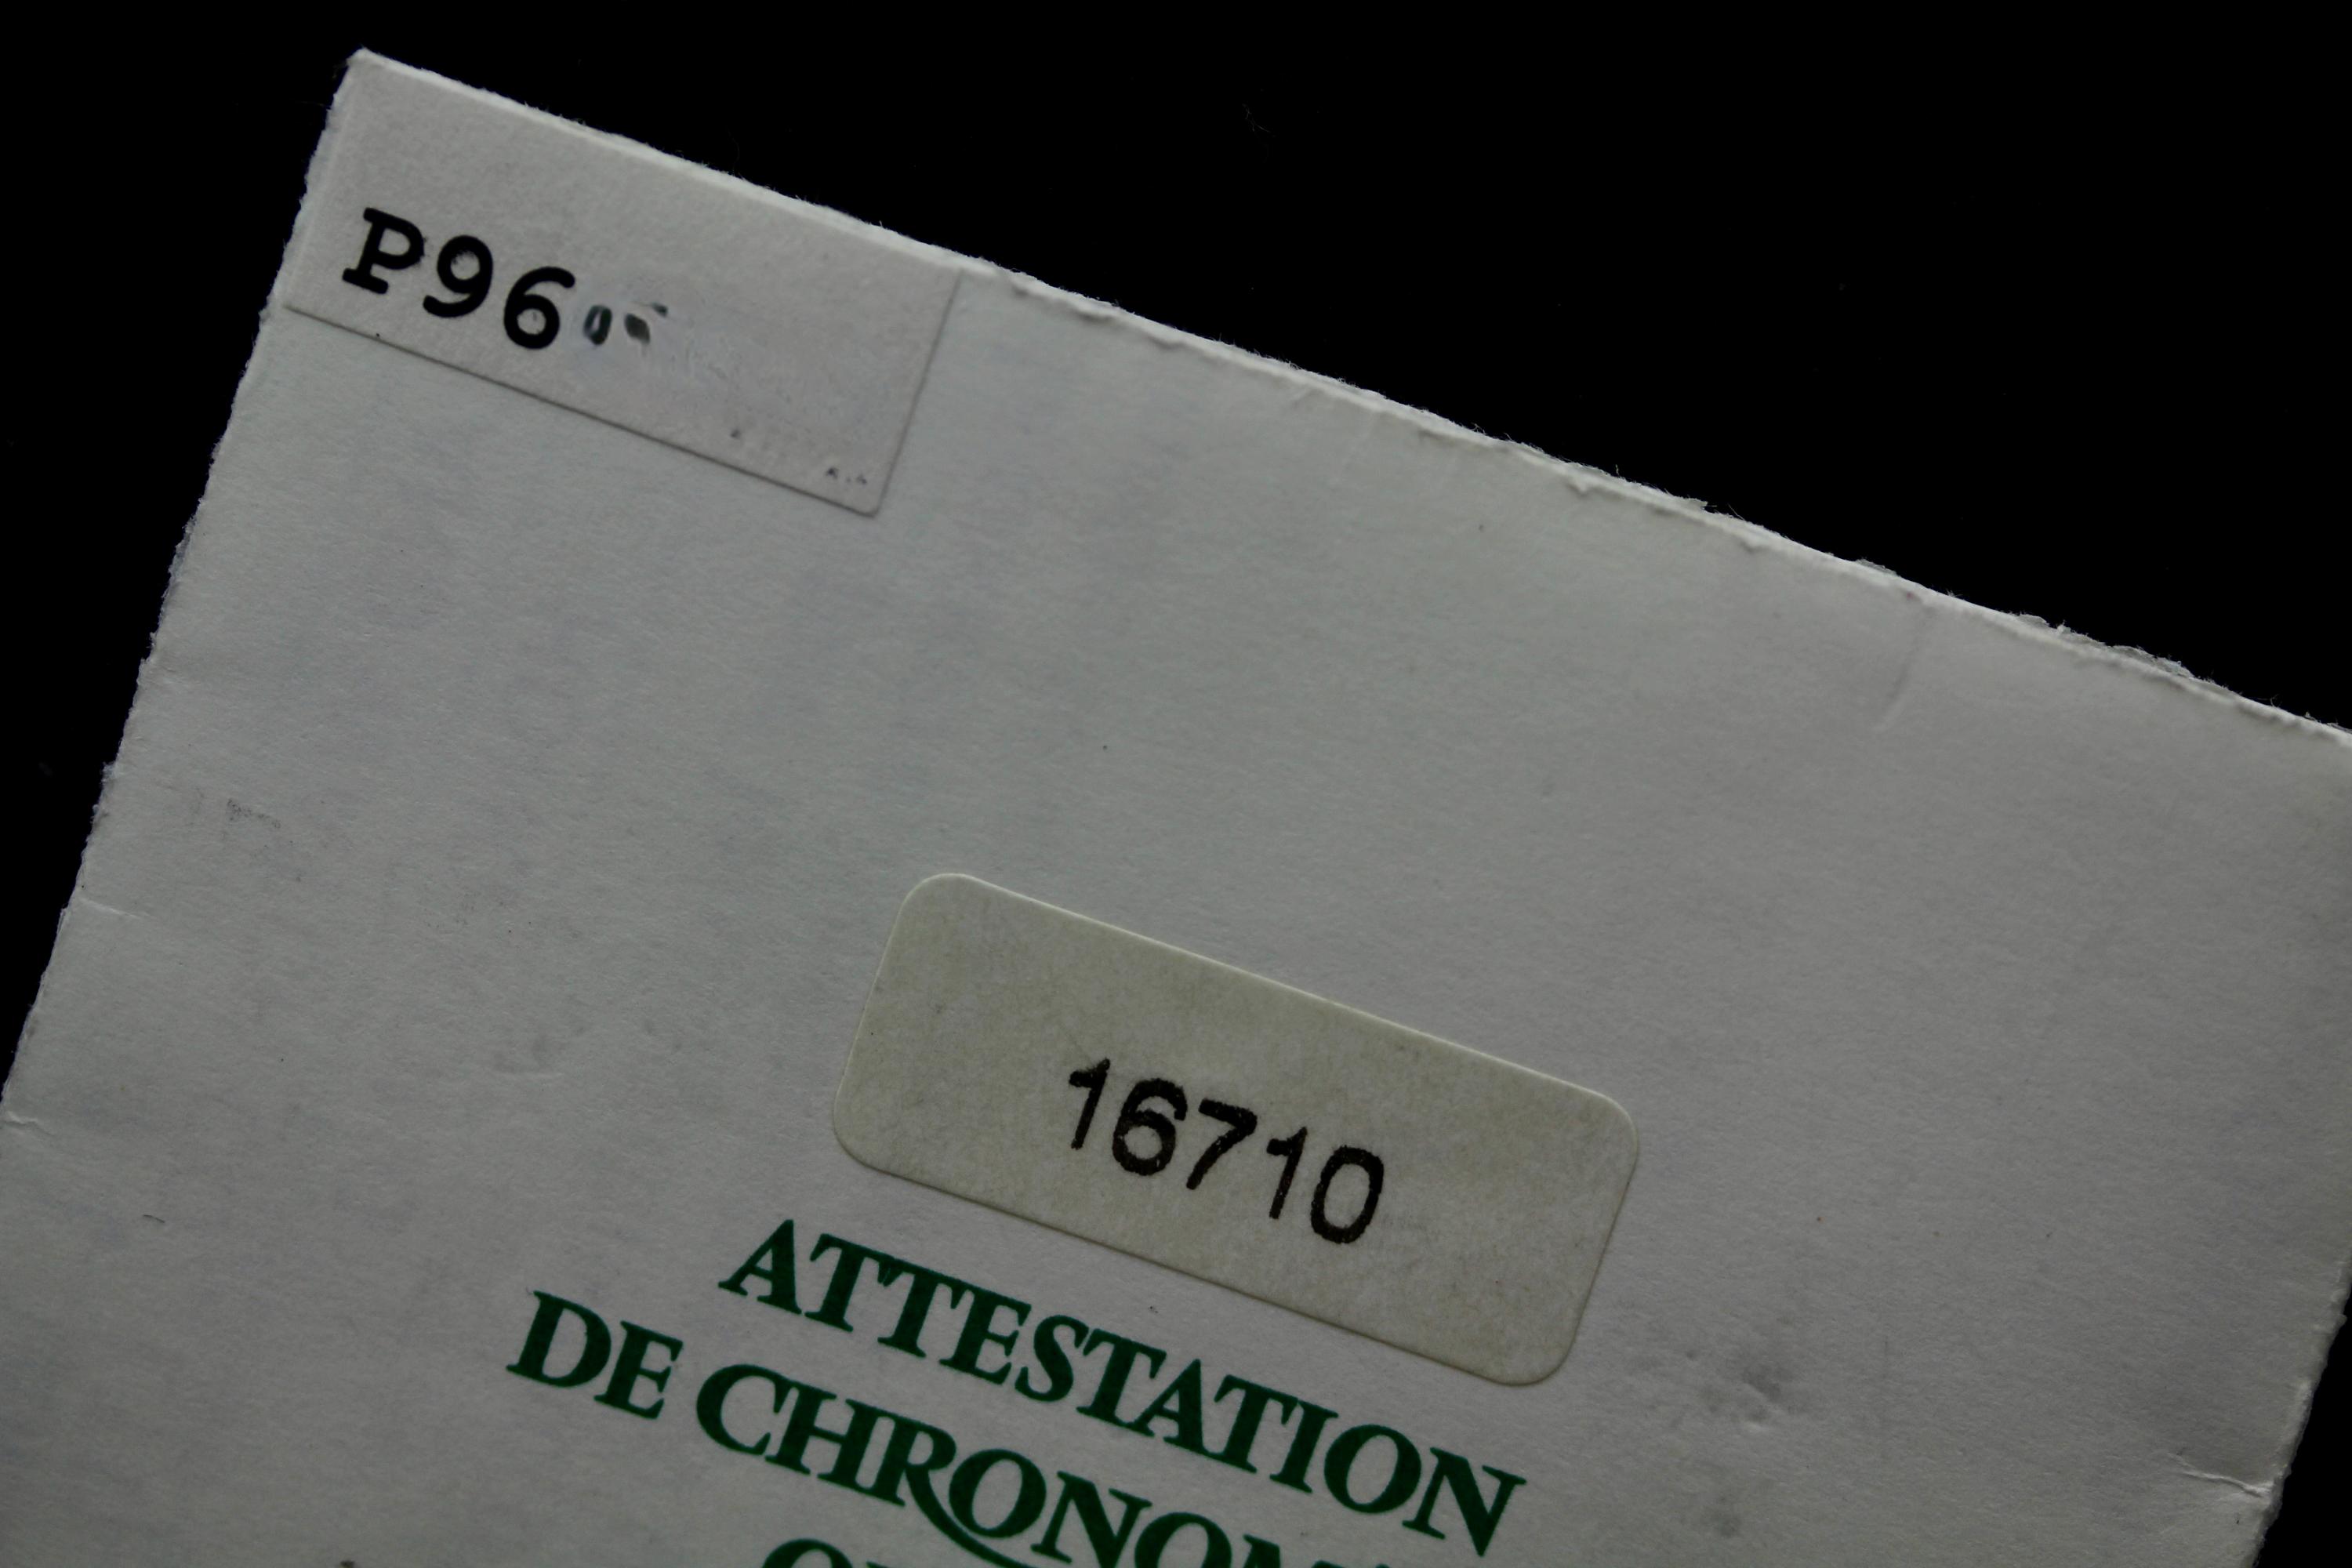 P96
16710
ATTESTATION
DE CHRONOM